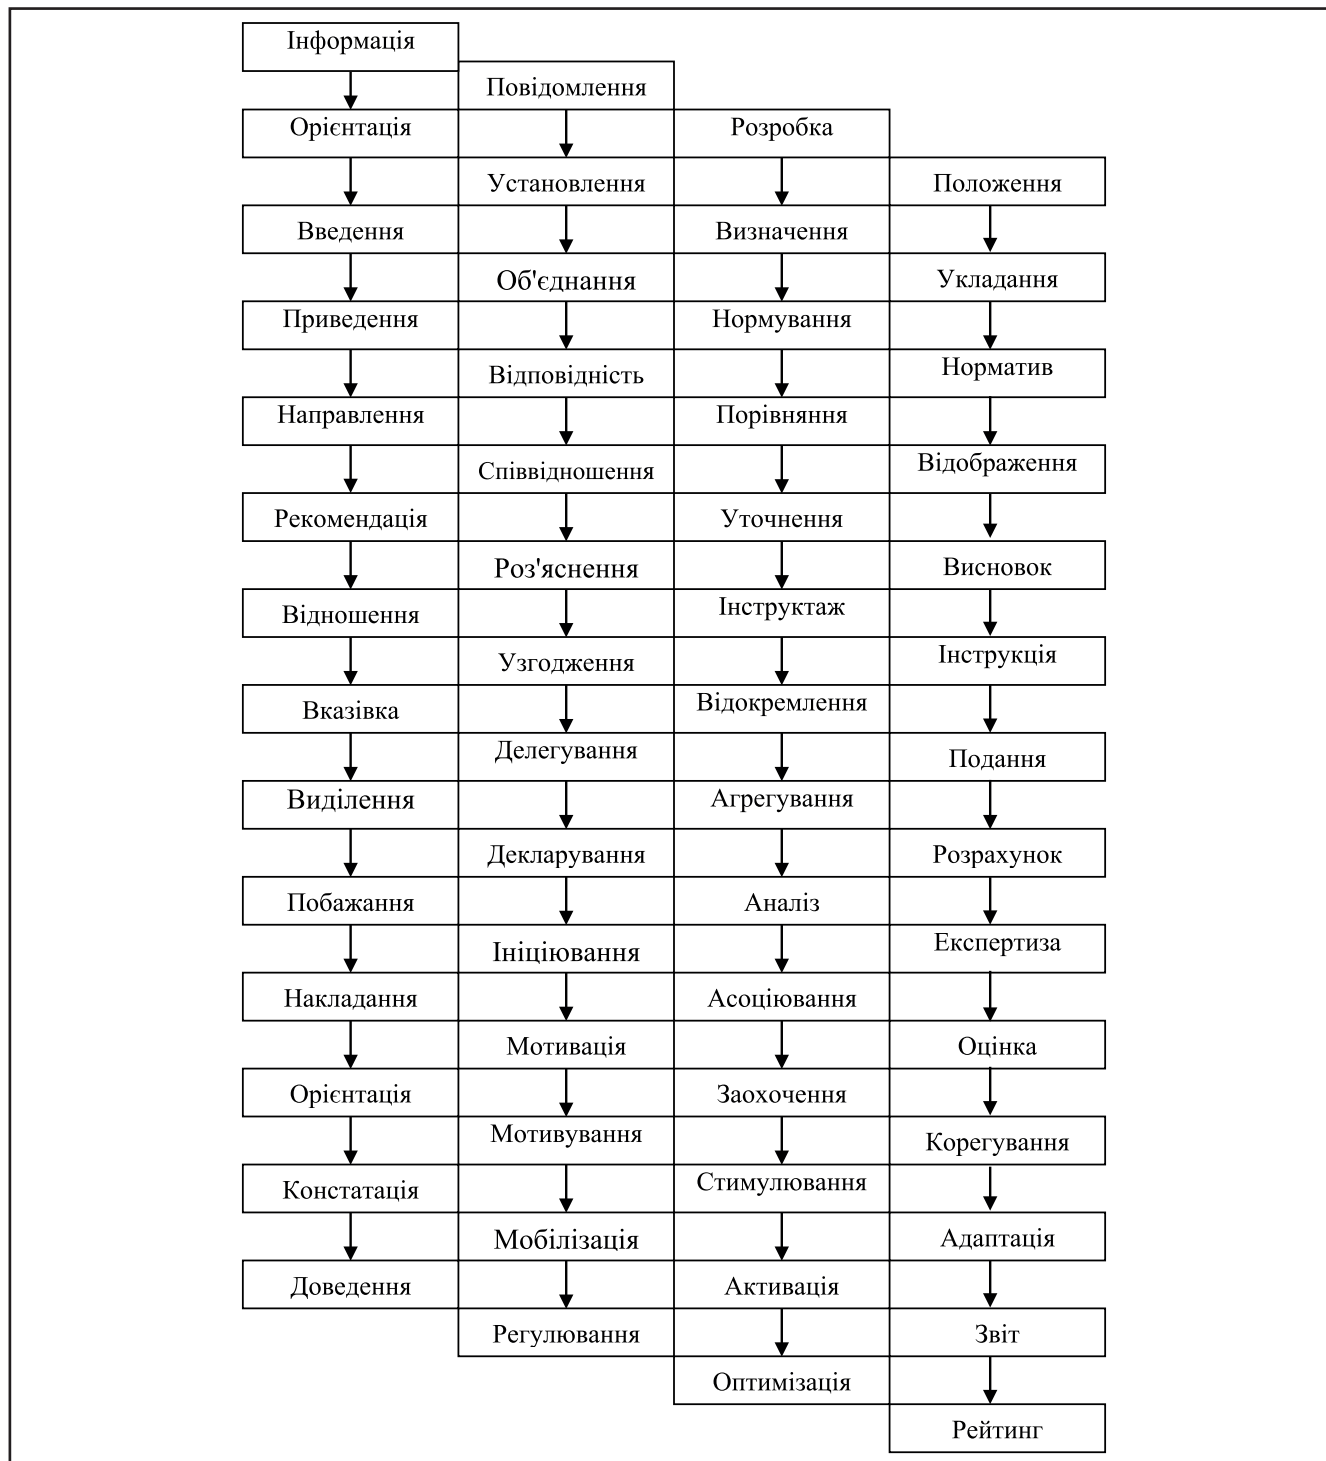 Інформація
Повідомлення
Орієнтація
Розробка
Установлення
Положення
Введення
Визначення
Об'єднання
Укладання
Приведення
Нормування
Відповідність
Норматив
Направлення
Порівняння
Співвідношення
Відображення
Рекомендація
Уточнення
Роз'яснення
Висновок
Відношення
Інструктаж
Узгодження
Інструкція
Вказівка
Відокремлення
Делегування
Подання
Виділення
Агрегування
Декларування
Розрахунок
Побажання
Аналіз
Ініціювання
Експертиза
Накладання
Асоціювання
Мотивація
Оцінка
Орієнтація
Заохочення
Мотивування
Корегування
Констатація
Стимулювання
Мобілізація
Адаптація
Доведення
Активація
Регулювання
Звіт
Оптимізація
Рейтинг